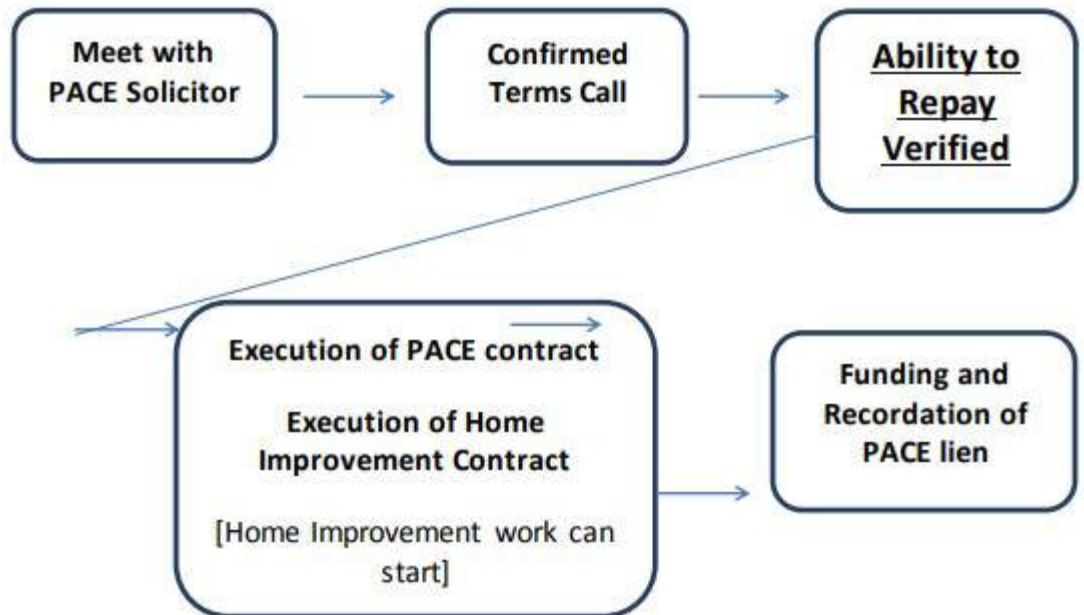 Meet with
PACE Solicitor
Confirmed
Terms Call
Ability to
Repay
Verified
Execution of PACE contract
Execution of Home
Improvement Contract
[Home Improvement work can
start]
Funding and
Recordation of
PACE lien